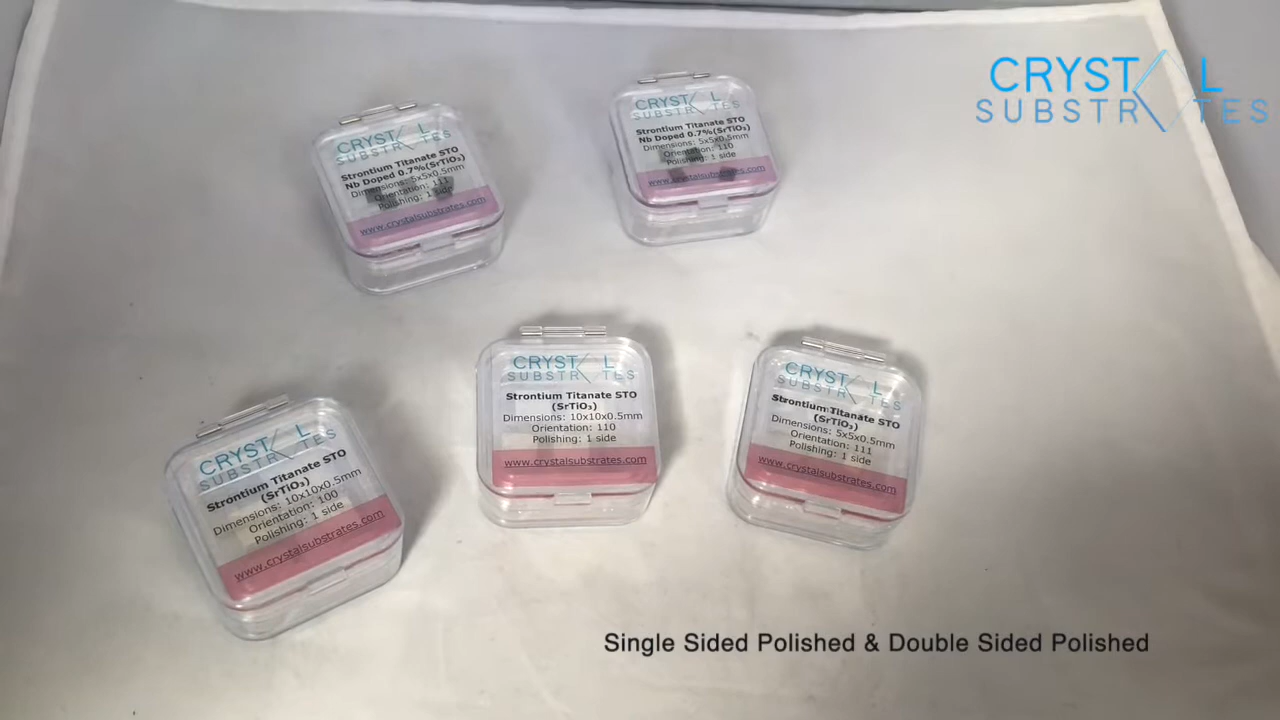 CRYSTAL
SUBSTRATES
CRYSTAL
SUBSTRATES
Strontium Titanate STO
Nb Doped 0.7%(SrTiO₃)
Dimensions: 5x5x0.5mm
Orientation: 111
Polishing: 1 side
www.crystalsubstrates.com
CRYSTAL
SUBSTRATES
Strontium Titanate STO
Nb Doped 0.7%(SrTiO₃)
Dimensions: 5x5x0.5mm
Orientation: 110
Polishing: 1 side
www.crystalsubstrates.com
CRYSTAL
SUBSTRATES
Strontium Titanate STO
(SrTiO₃)
Dimensions: 10x10x0.5mm
Orientation: 100
Polishing: 1 side
www.crystalsubstrates.com
CRYSTAL
SUBSTRATES
Strontium Titanate STO
(SrTiO₃)
Dimensions: 10x10x0.5mm
Orientation: 110
Polishing: 1 side
www.crystalsubstrates.com
CRYSTAL
SUBSTRATES
Strontium Titanate STO
(SrTiO₃)
Dimensions: 5x5x0.5mm
Orientation: 111
Polishing: 1 side
www.crystalsubstrates.com
Single Sided Polished & Double Sided Polished